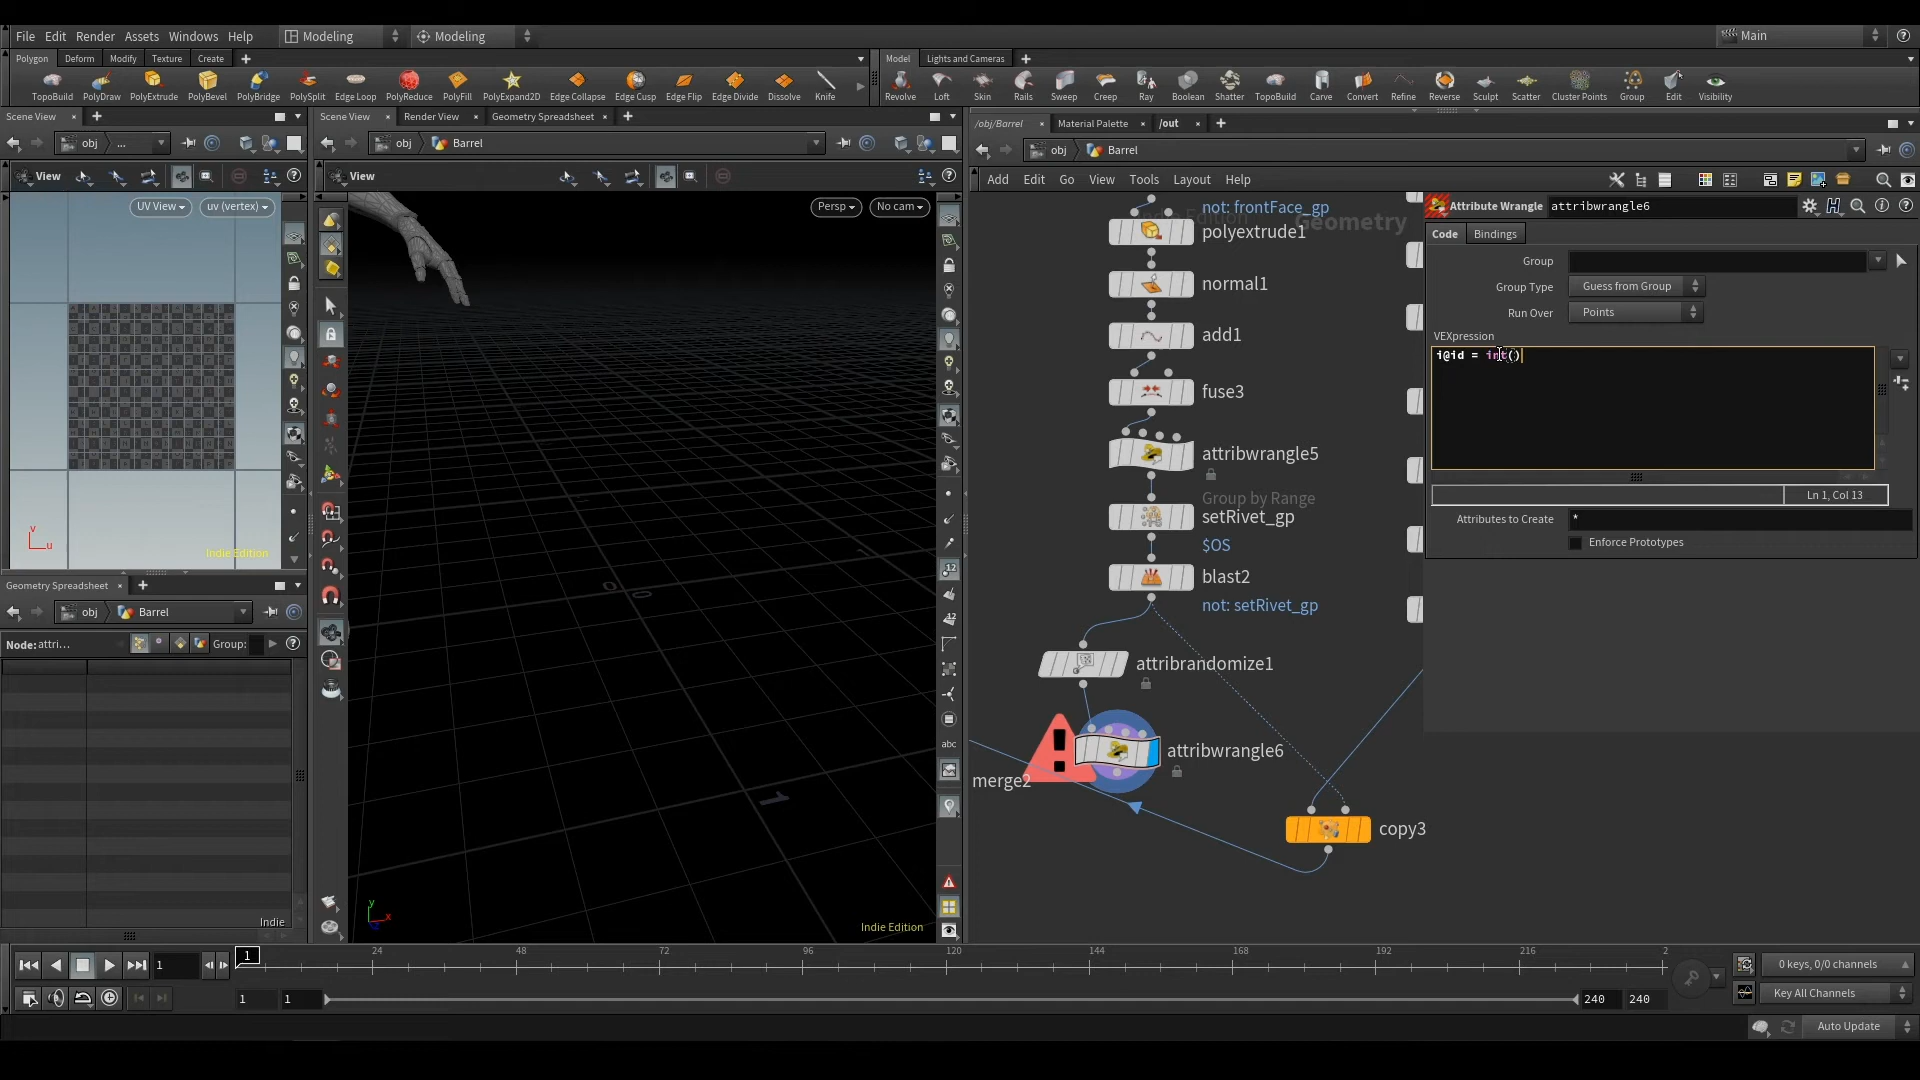 File Edit Render Assets Windows Help Modeling Modeling Main
Polygon Deform Modify Texture Create
Model Lights and Cameras
TopoBuild PolyDraw PolyExtrude PolyBevel PolyBridge PolySplit Edge Loop PolyReduce PolyFill PolyExpand2D Edge Collapse Edge Cusp Edge Flip Edge Divide Dissolve Knife
Revolve Loft Skin Rails Sweep Creep Ray Boolean Shatter TopoBuild Carve Convert Refine Reverse Sculpt Scatter Cluster Points Group Edit Visibility
Scene View
Scene View Render View Geometry Spreadsheet
/obj/Barrel Material Palette /out
obj ...
obj Barrel
obj Barrel
View
View
Add Edit Go View Tools Layout Help
UV View uv (vertex)
Persp No cam
v
u
Indie Edition
Geometry Spreadsheet
obj Barrel
Node: attri... Group:
Indie
12
abc
y
x
Indie Edition
Geometry
not: frontFace_gp
polyextrude1
normal1
add1
fuse3
attribwrangle5
Group by Range
setRivet_gp
$OS
blast2
not: setRivet_gp
attribrandomize1
attribwrangle6
merge2
copy3
Attribute Wrangle attribwrangle6
Code Bindings
Group
Group Type Guess from Group
Run Over Points
VEXpression
i@id = int()
Ln 1, Col 13
Attributes to Create *
Enforce Prototypes
1 1 24 48 72 96 120 144 168 192 216 2
0 keys, 0/0 channels
1 1 240 240
Key All Channels
Auto Update